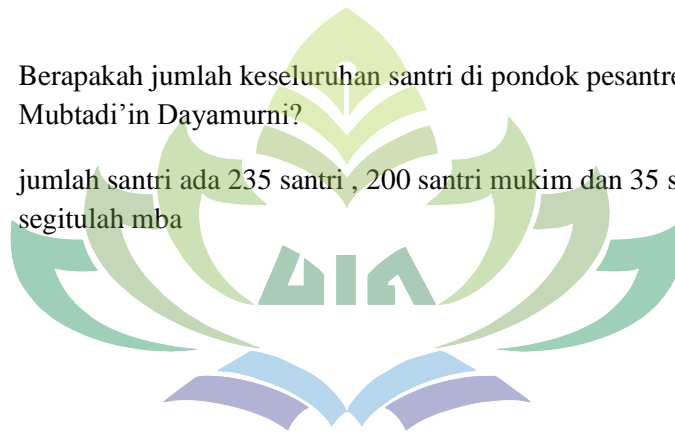 Berapakah jumlah keseluruhan santri di pondok
Mubtadi’in Dayamurni?
jumlah santri ada 235 santri , 200 santri mukim dan 35
segitulah mba
UIN